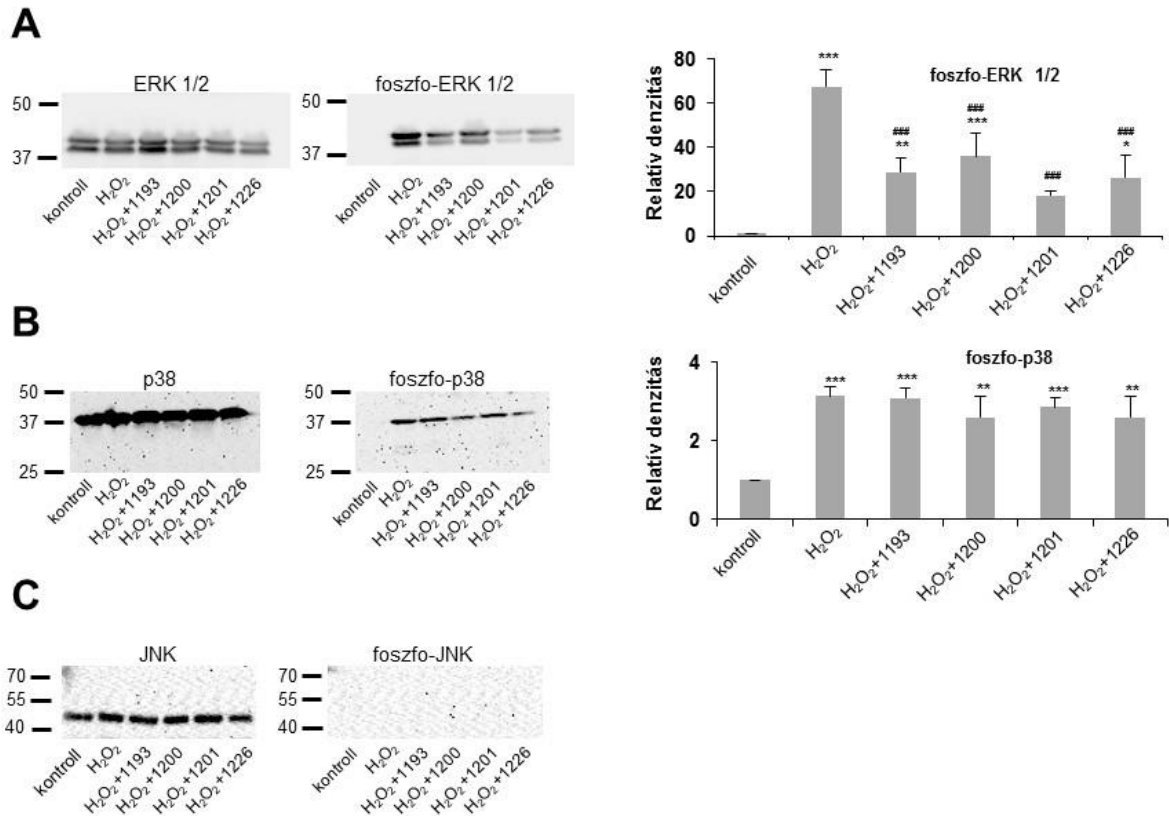 A
ERK 1/2
50
37
kontroll
H₂O₂
H₂O₂+1193
H₂O₂+1200
H₂O₂+1201
H₂O₂+1226
foszfo-ERK 1/2
50
37
kontroll
H₂O₂
H₂O₂+1193
H₂O₂+1200
H₂O₂+1201
H₂O₂+1226
foszfo-ERK 1/2
Relatív denzitás
80
60
40
20
0
***
###
**
###
***
###
###
*
kontroll
H₂O₂
H₂O₂+1193
H₂O₂+1200
H₂O₂+1201
H₂O₂+1226
B
p38
50
37
25
kontroll
H₂O₂
H₂O₂+1193
H₂O₂+1200
H₂O₂+1201
H₂O₂+1226
foszfo-p38
50
37
25
kontroll
H₂O₂
H₂O₂+1193
H₂O₂+1200
H₂O₂+1201
H₂O₂+1226
foszfo-p38
Relatív denzitás
4
2
0
***
***
**
***
**
kontroll
H₂O₂
H₂O₂+1193
H₂O₂+1200
H₂O₂+1201
H₂O₂+1226
C
JNK
70
55
40
kontroll
H₂O₂
H₂O₂+1193
H₂O₂+1200
H₂O₂+1201
H₂O₂+1226
foszfo-JNK
70
55
40
kontroll
H₂O₂
H₂O₂+1193
H₂O₂+1200
H₂O₂+1201
H₂O₂+1226